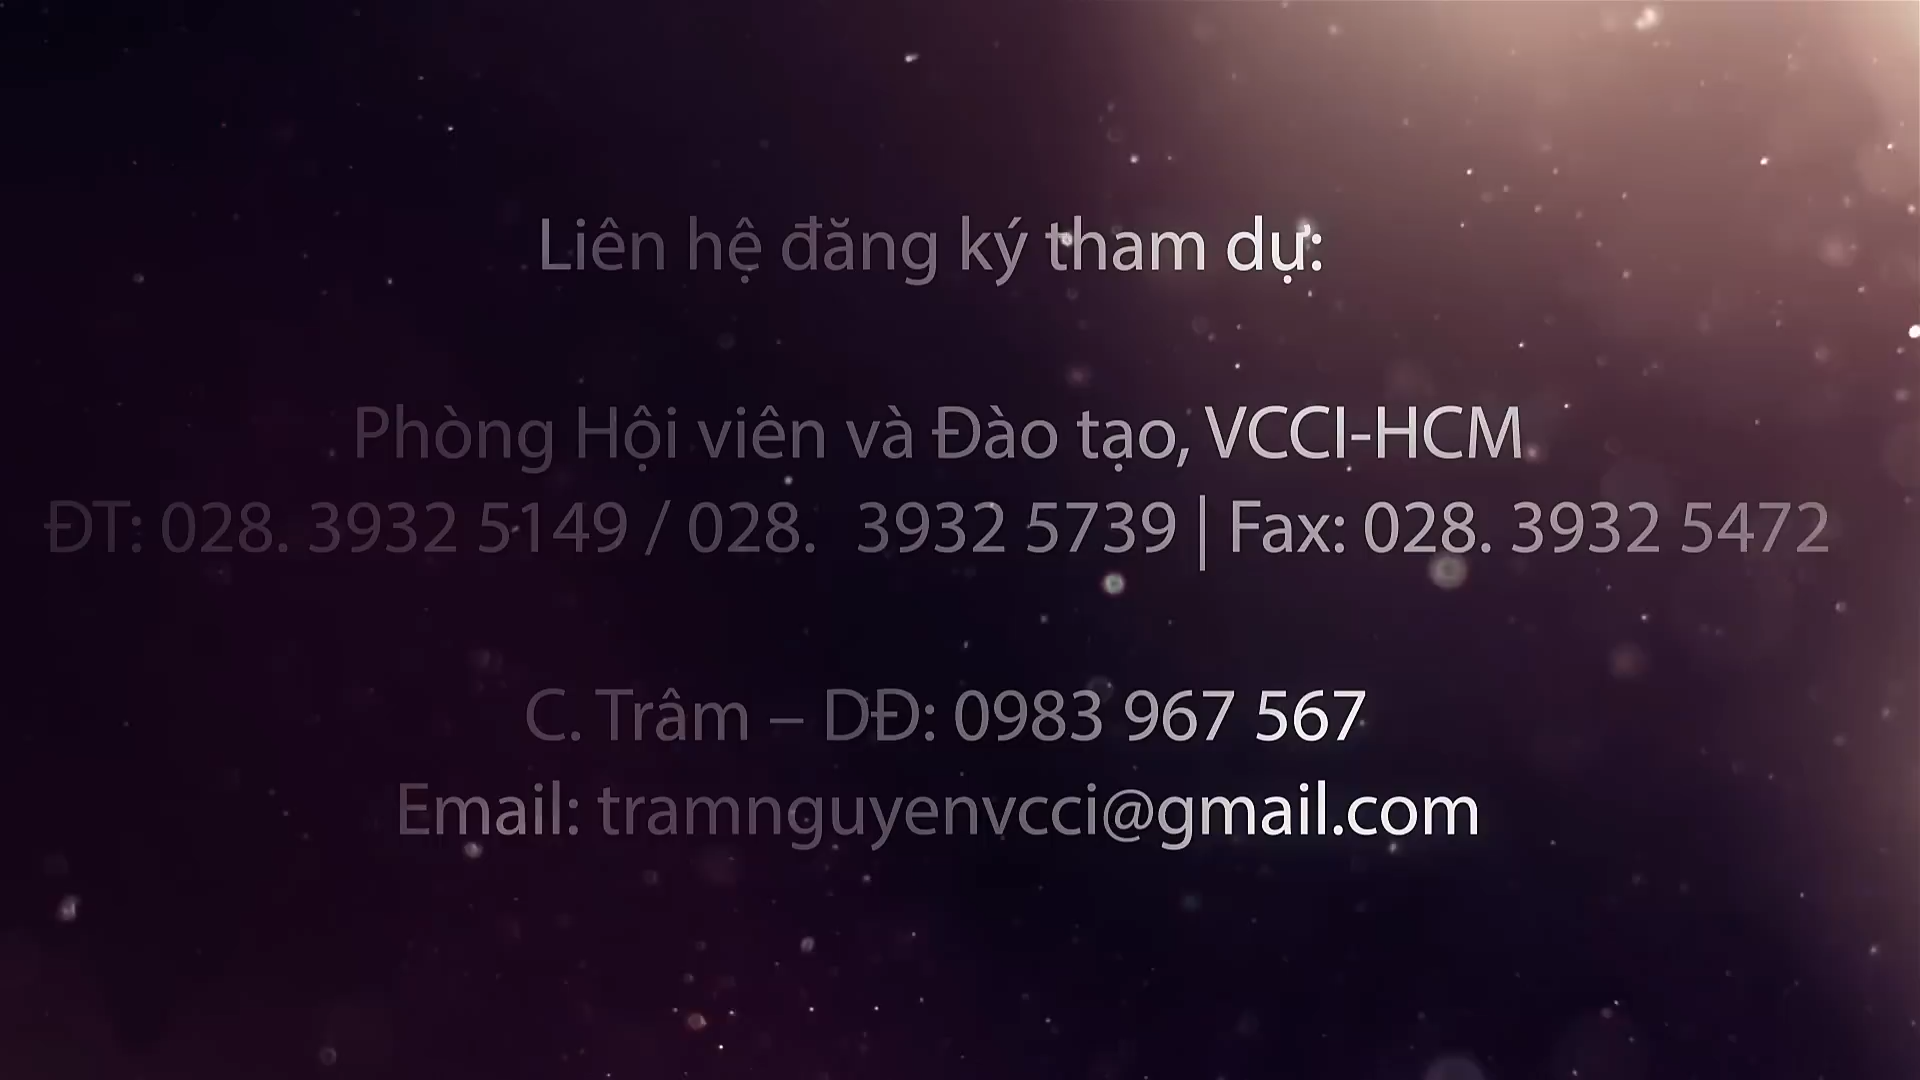 Liên hệ đăng ký tham dự:
Phòng Hội viên và Đào tạo, VCCI-HCM
ĐT: 028. 3932 5149 / 028.  3932 5739 | Fax: 028. 3932 5472
C. Trâm – DĐ: 0983 967 567
Email: tramnguyenvcci@gmail.com